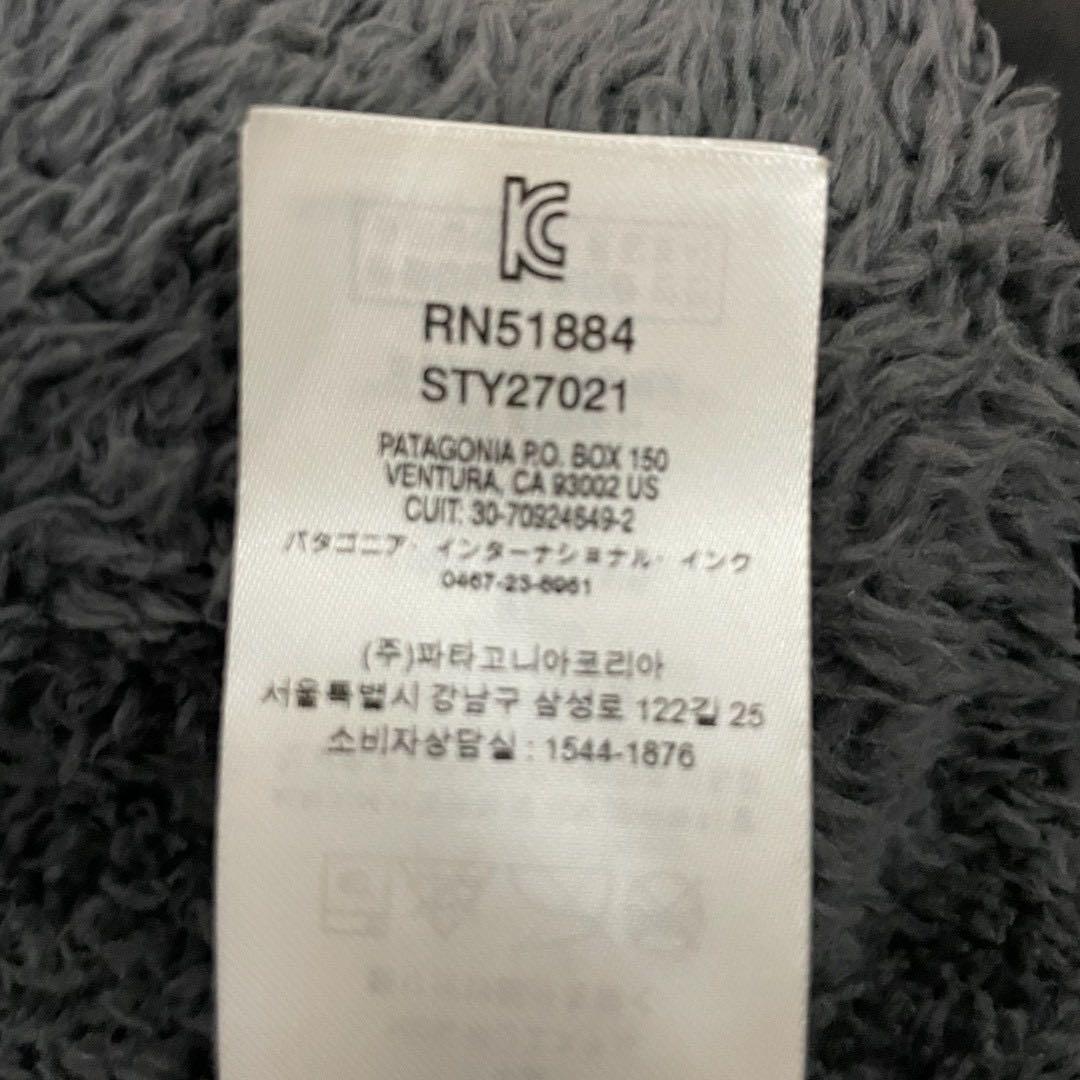 KC
RN51884
STY27021
PATAGONIA P.O. BOX 150
VENTURA, CA 93002 US
CUIT: 30-70924649-2
パタゴニア・インターナショナル・インク
0467-23-8961
(주)파타고니아코리아
서울특별시 강남구 삼성로 122길 25
소비자상담실 : 1544-1876